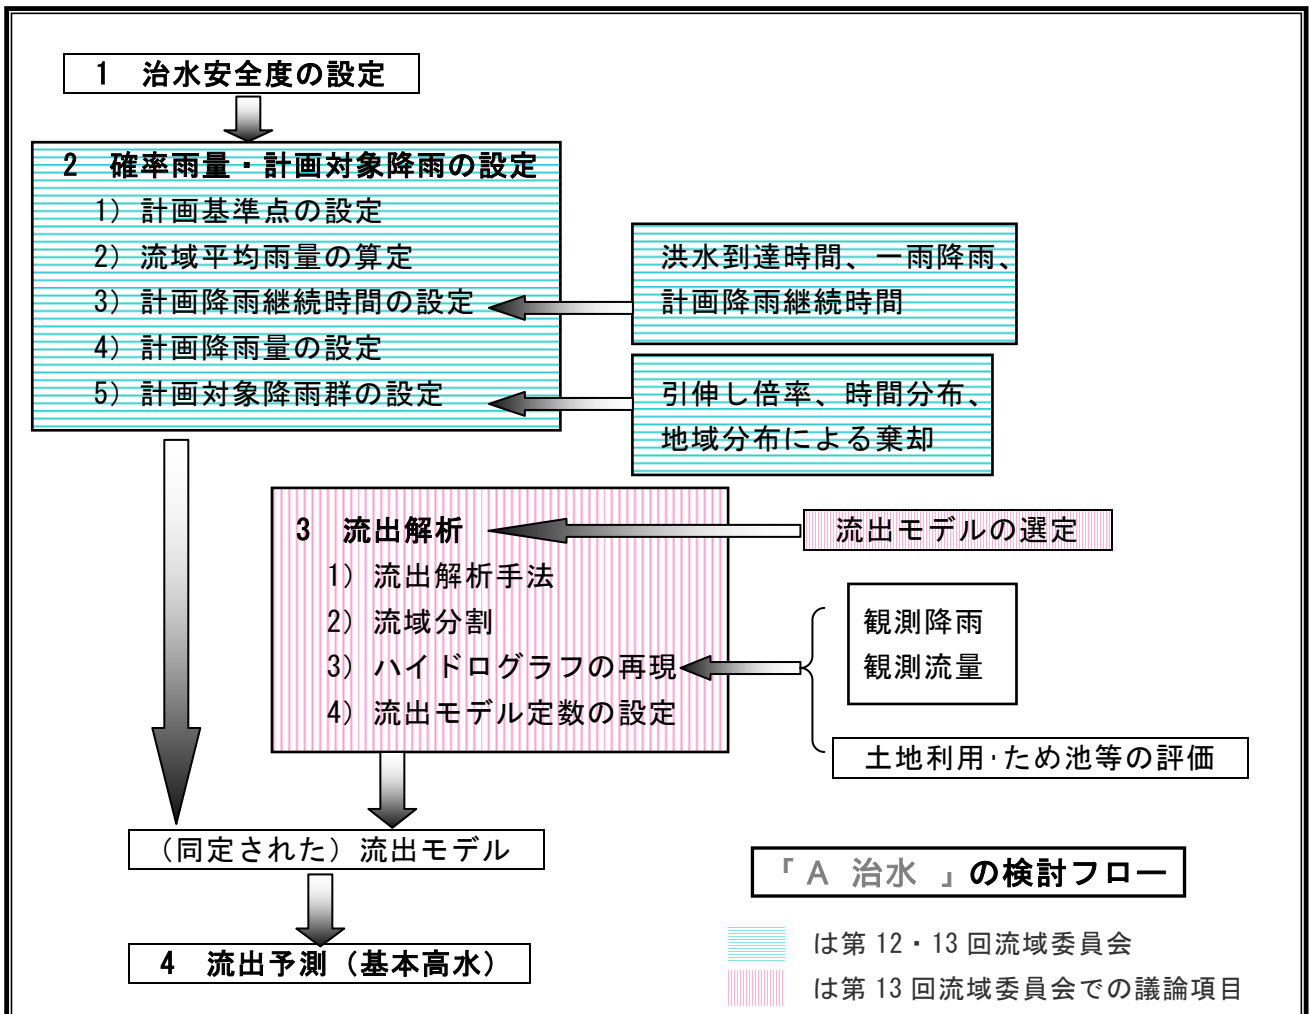 1 治水安全度の設定
2 確率雨量・計画対象降雨の設定
1) 計画基準点の設定
2) 流域平均雨量の算定
3) 計画降雨継続時間の設定
4) 計画降雨量の設定
5) 計画対象降雨群の設定
洪水到達時間、一雨降雨、
計画降雨継続時間
引伸し倍率、時間分布、
地域分布による棄却
3 流出解析
1) 流出解析手法
2) 流域分割
3) ハイドログラフの再現
4) 流出モデル定数の設定
流出モデルの選定
観測降雨
観測流量
土地利用・ため池等の評価
(同定された) 流出モデル
4 流出予測 (基本高水)
「 A 治水 」の検討フロー
は第 12・13 回流域委員会
は第 13 回流域委員会での議論項目